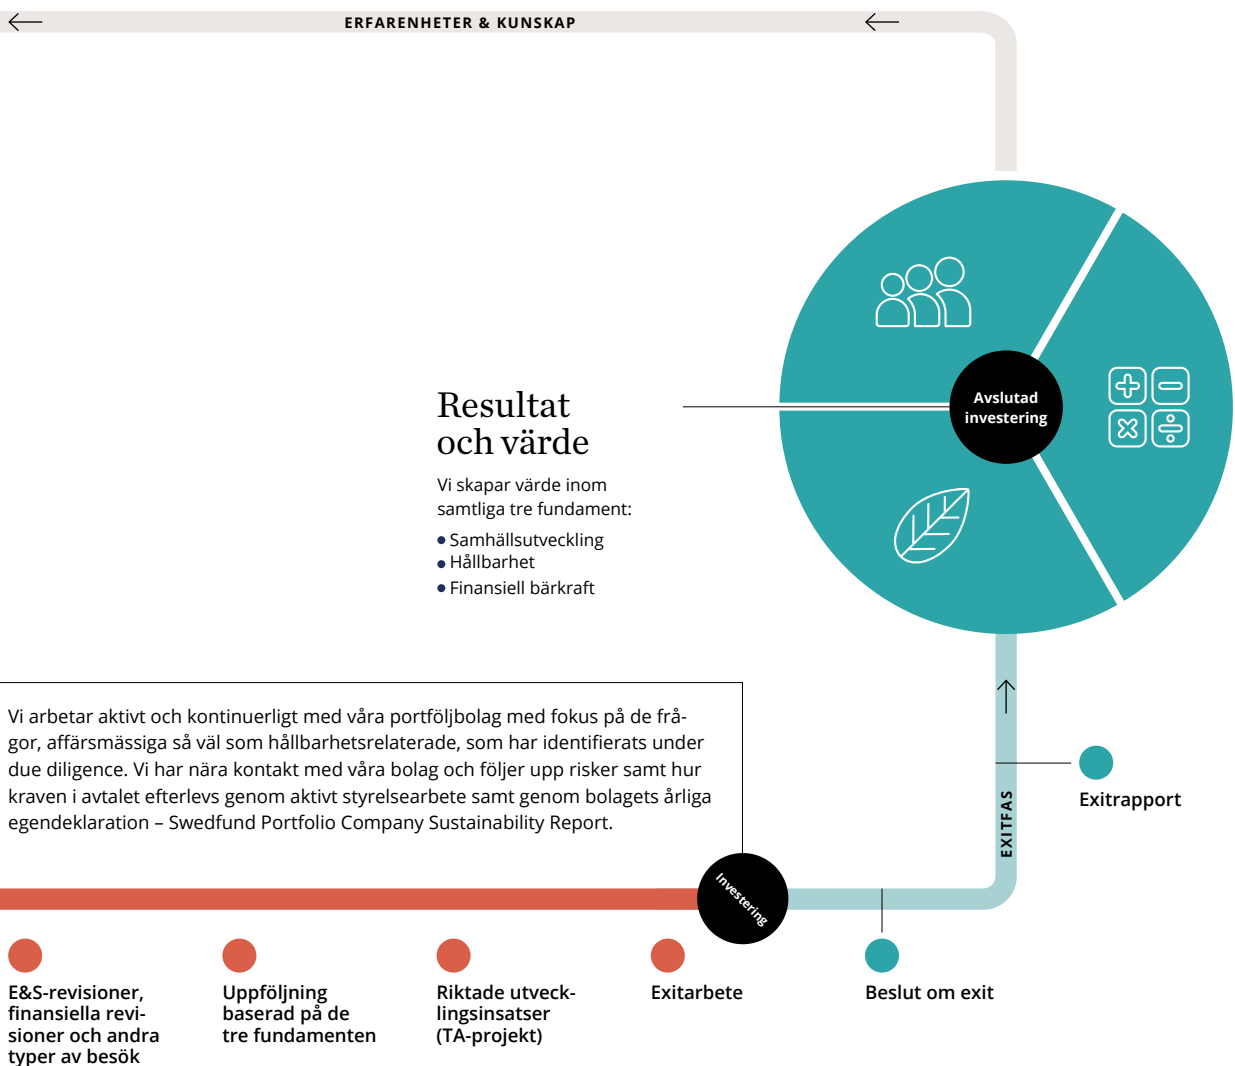 ERFARENHETER & KUNSKAP
Avslutad
investering
Resultat
och värde
Vi skapar värde inom
samtliga tre fundament:
• Samhällsutveckling
• Hållbarhet
• Finansiell bärkraft
Vi arbetar aktivt och kontinuerligt med våra portföljbolag med fokus på de frå-
gor, affärsmässiga så väl som hållbarhetsrelaterade, som har identifierats under
due diligence. Vi har nära kontakt med våra bolag och följer upp risker samt hur
kraven i avtalet efterlevs genom aktivt styrelsearbete samt genom bolagets årliga
egendeklaration – Swedfund Portfolio Company Sustainability Report.
Exitrapport
EXITFAS
Investering
E&S-revisioner,
finansiella revi-
sioner och andra
typer av besök
Uppföljning
baserad på de
tre fundamenten
Riktade utveck-
lingsinsatser
(TA-projekt)
Exitarbete
Beslut om exit